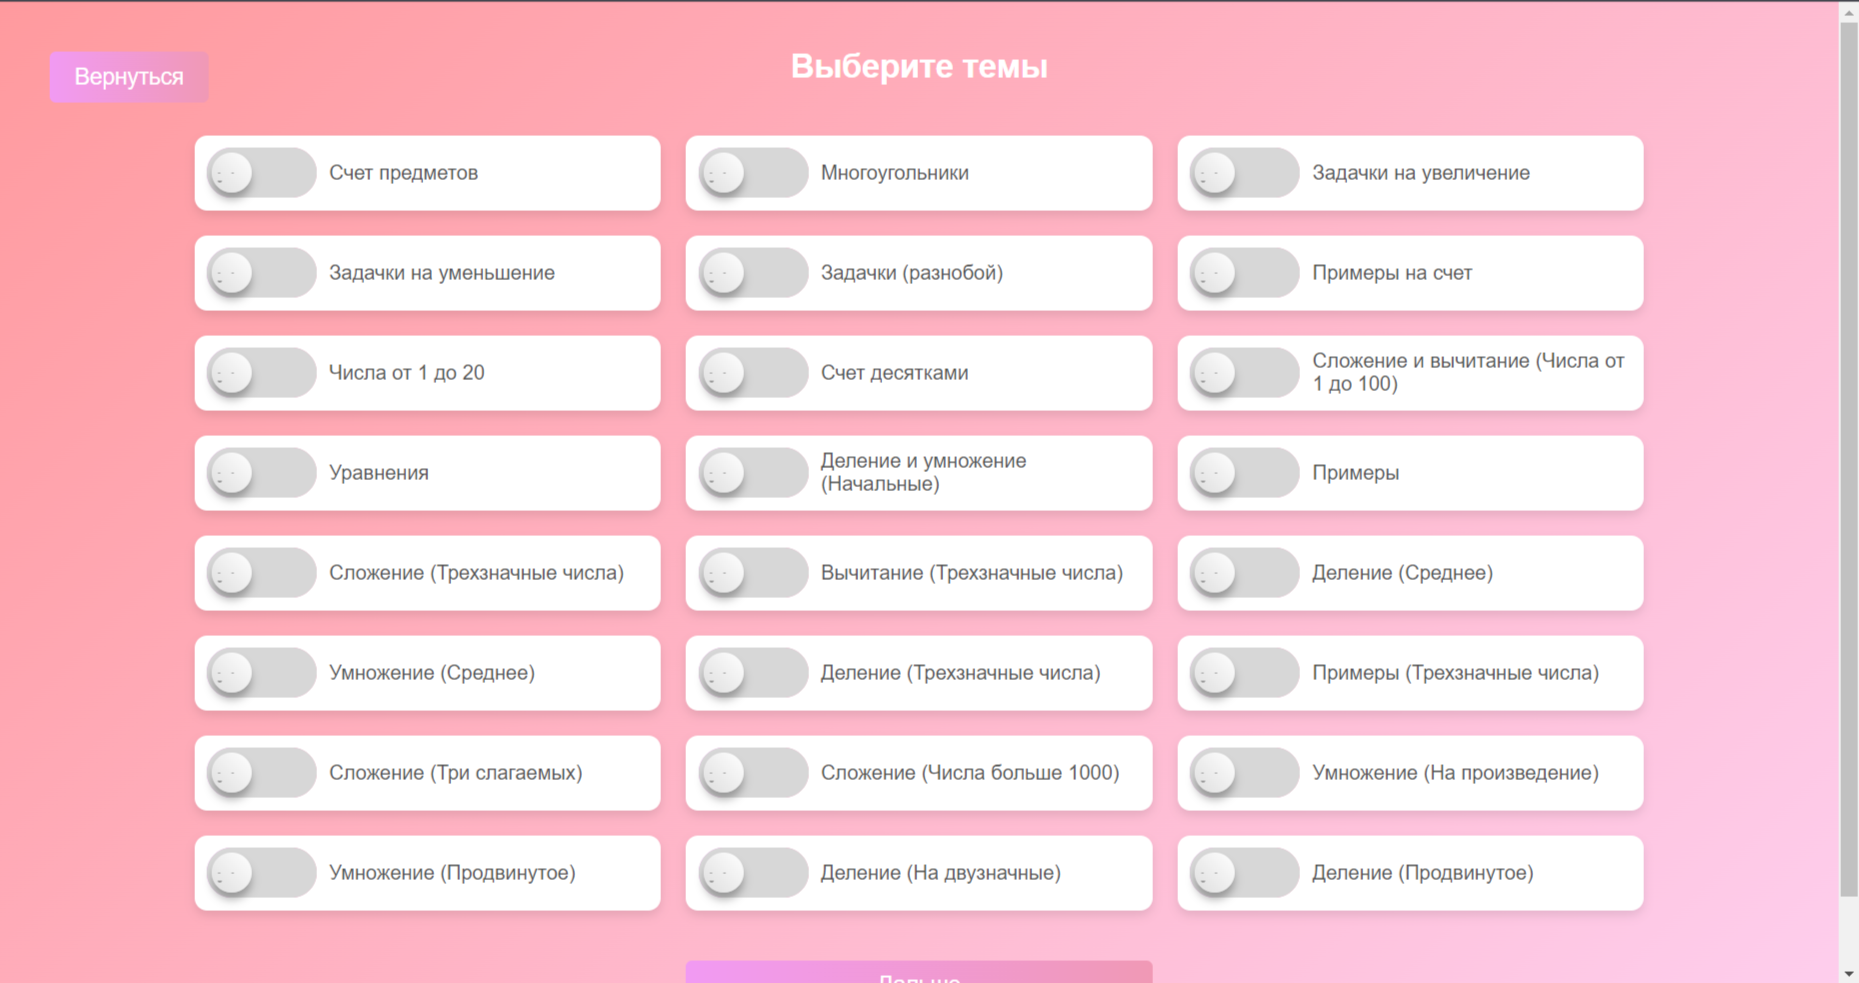 Вернуться
Выберите темы
Счет предметов
Многоугольники
Задачки на увеличение
Задачки на уменьшение
Задачки (разнобой)
Примеры на счет
Числа от 1 до 20
Счет десятками
Сложение и вычитание (Числа от
1 до 100)
Уравнения
Деление и умножение
(Начальные)
Примеры
Сложение (Трехзначные числа)
Вычитание (Трехзначные числа)
Деление (Среднее)
Умножение (Среднее)
Деление (Трехзначные числа)
Примеры (Трехзначные числа)
Сложение (Три слагаемых)
Сложение (Числа больше 1000)
Умножение (На произведение)
Умножение (Продвинутое)
Деление (На двузначные)
Деление (Продвинутое)